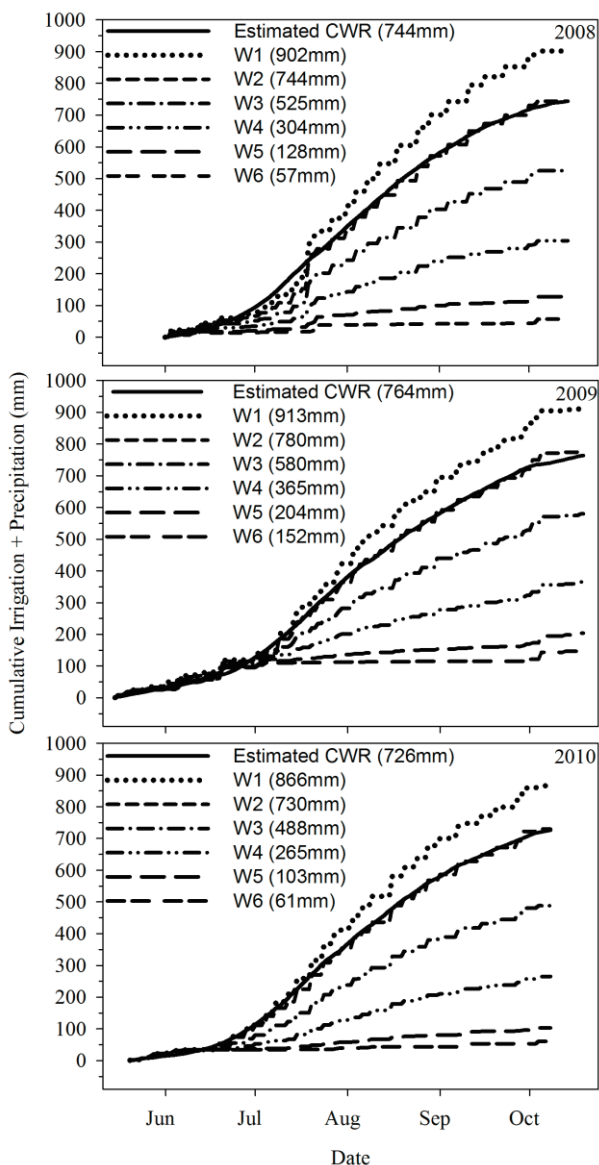 Cumulative Irrigation + Precipitation (mm)
1000
900
800
700
600
500
400
300
200
100
0
Estimated CWR (744mm)
W1 (902mm)
W2 (744mm)
W3 (525mm)
W4 (304mm)
W5 (128mm)
W6 (57mm)
2008
1000
900
800
700
600
500
400
300
200
100
0
Estimated CWR (764mm)
W1 (913mm)
W2 (780mm)
W3 (580mm)
W4 (365mm)
W5 (204mm)
W6 (152mm)
2009
1000
900
800
700
600
500
400
300
200
100
0
Estimated CWR (726mm)
W1 (866mm)
W2 (730mm)
W3 (488mm)
W4 (265mm)
W5 (103mm)
W6 (61mm)
2010
Jun Jul Aug Sep Oct
Date